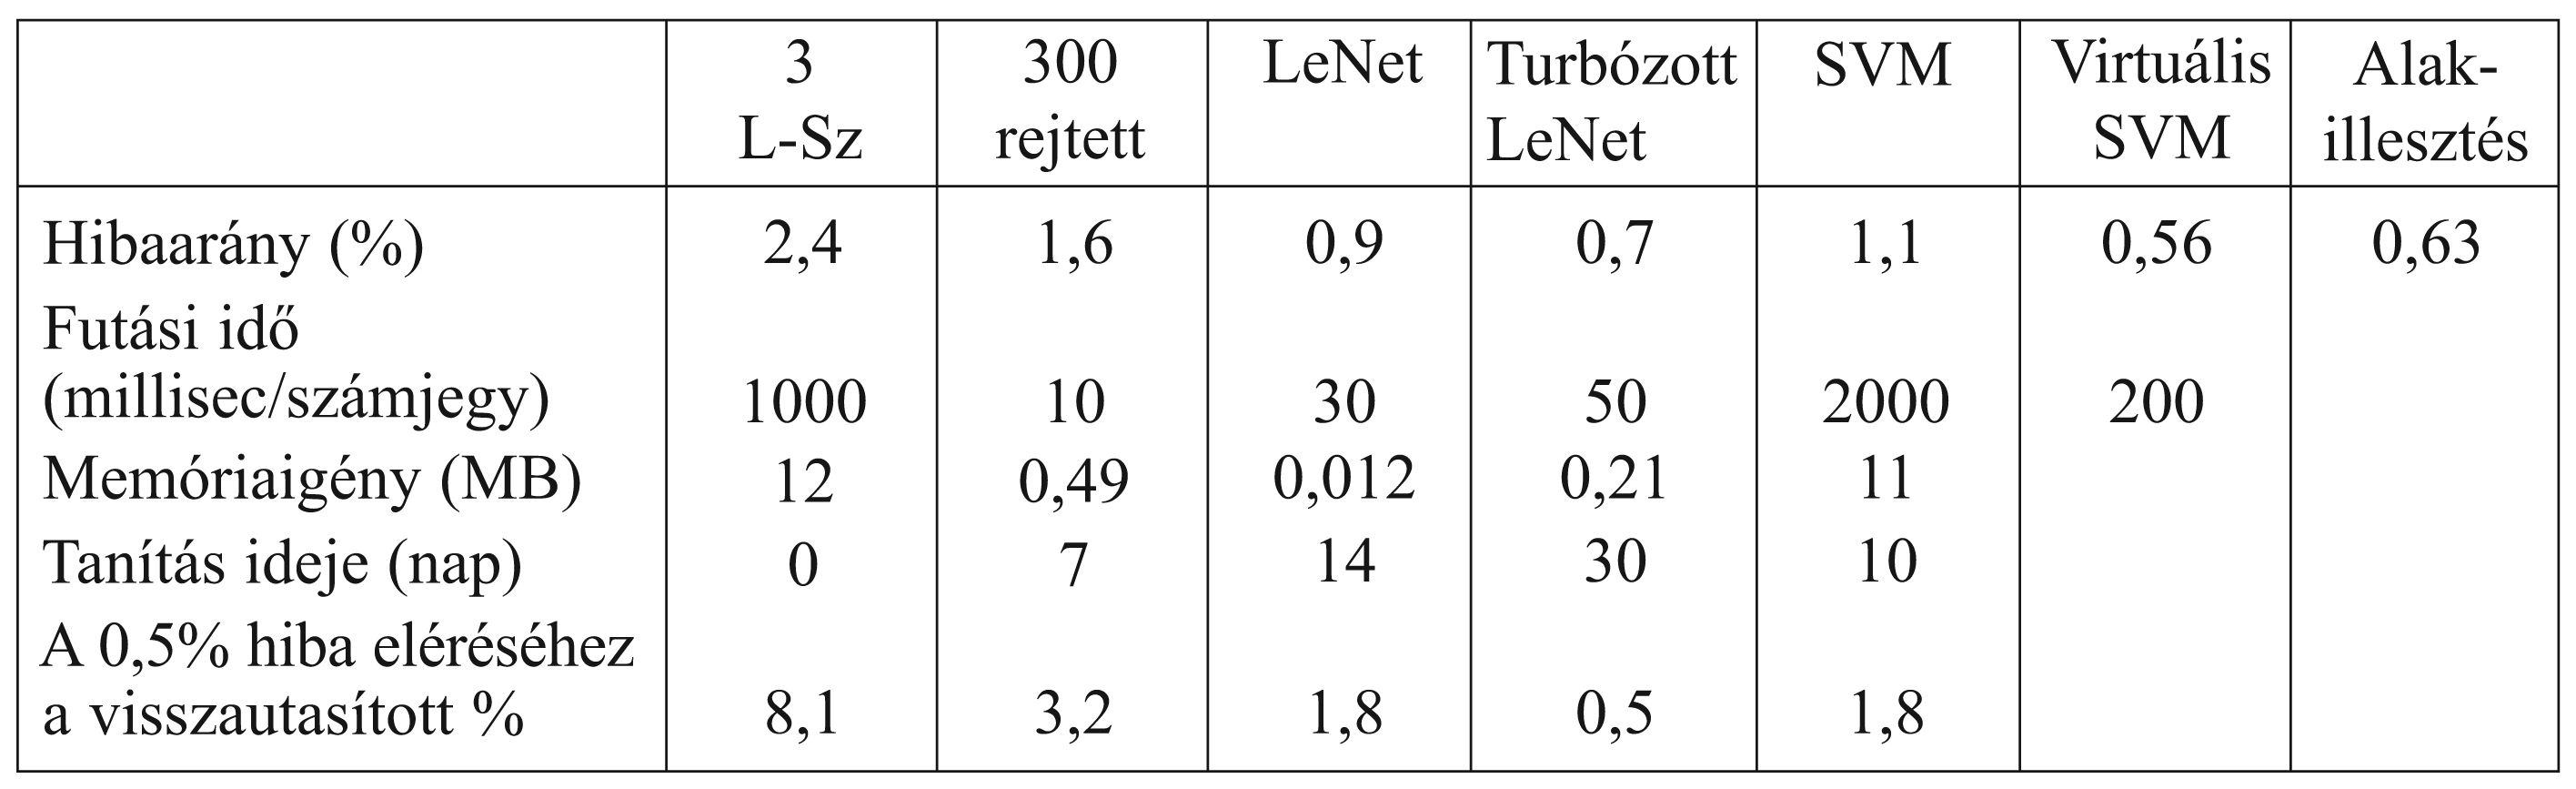 3 300 LeNet Turbózott SVM Virtuális Alak-
L-Sz rejtett LeNet SVM illesztés
Hibaarány (%) 2,4 1,6 0,9 0,7 1,1 0,56 0,63
Futási idő
(millisec/számjegy) 1000 10 30 50 2000 200
Memóriaigény (MB) 12 0,49 0,012 0,21 11
Tanítás ideje (nap) 0 7 14 30 10
A 0,5% hiba eléréséhez
a visszautasított % 8,1 3,2 1,8 0,5 1,8